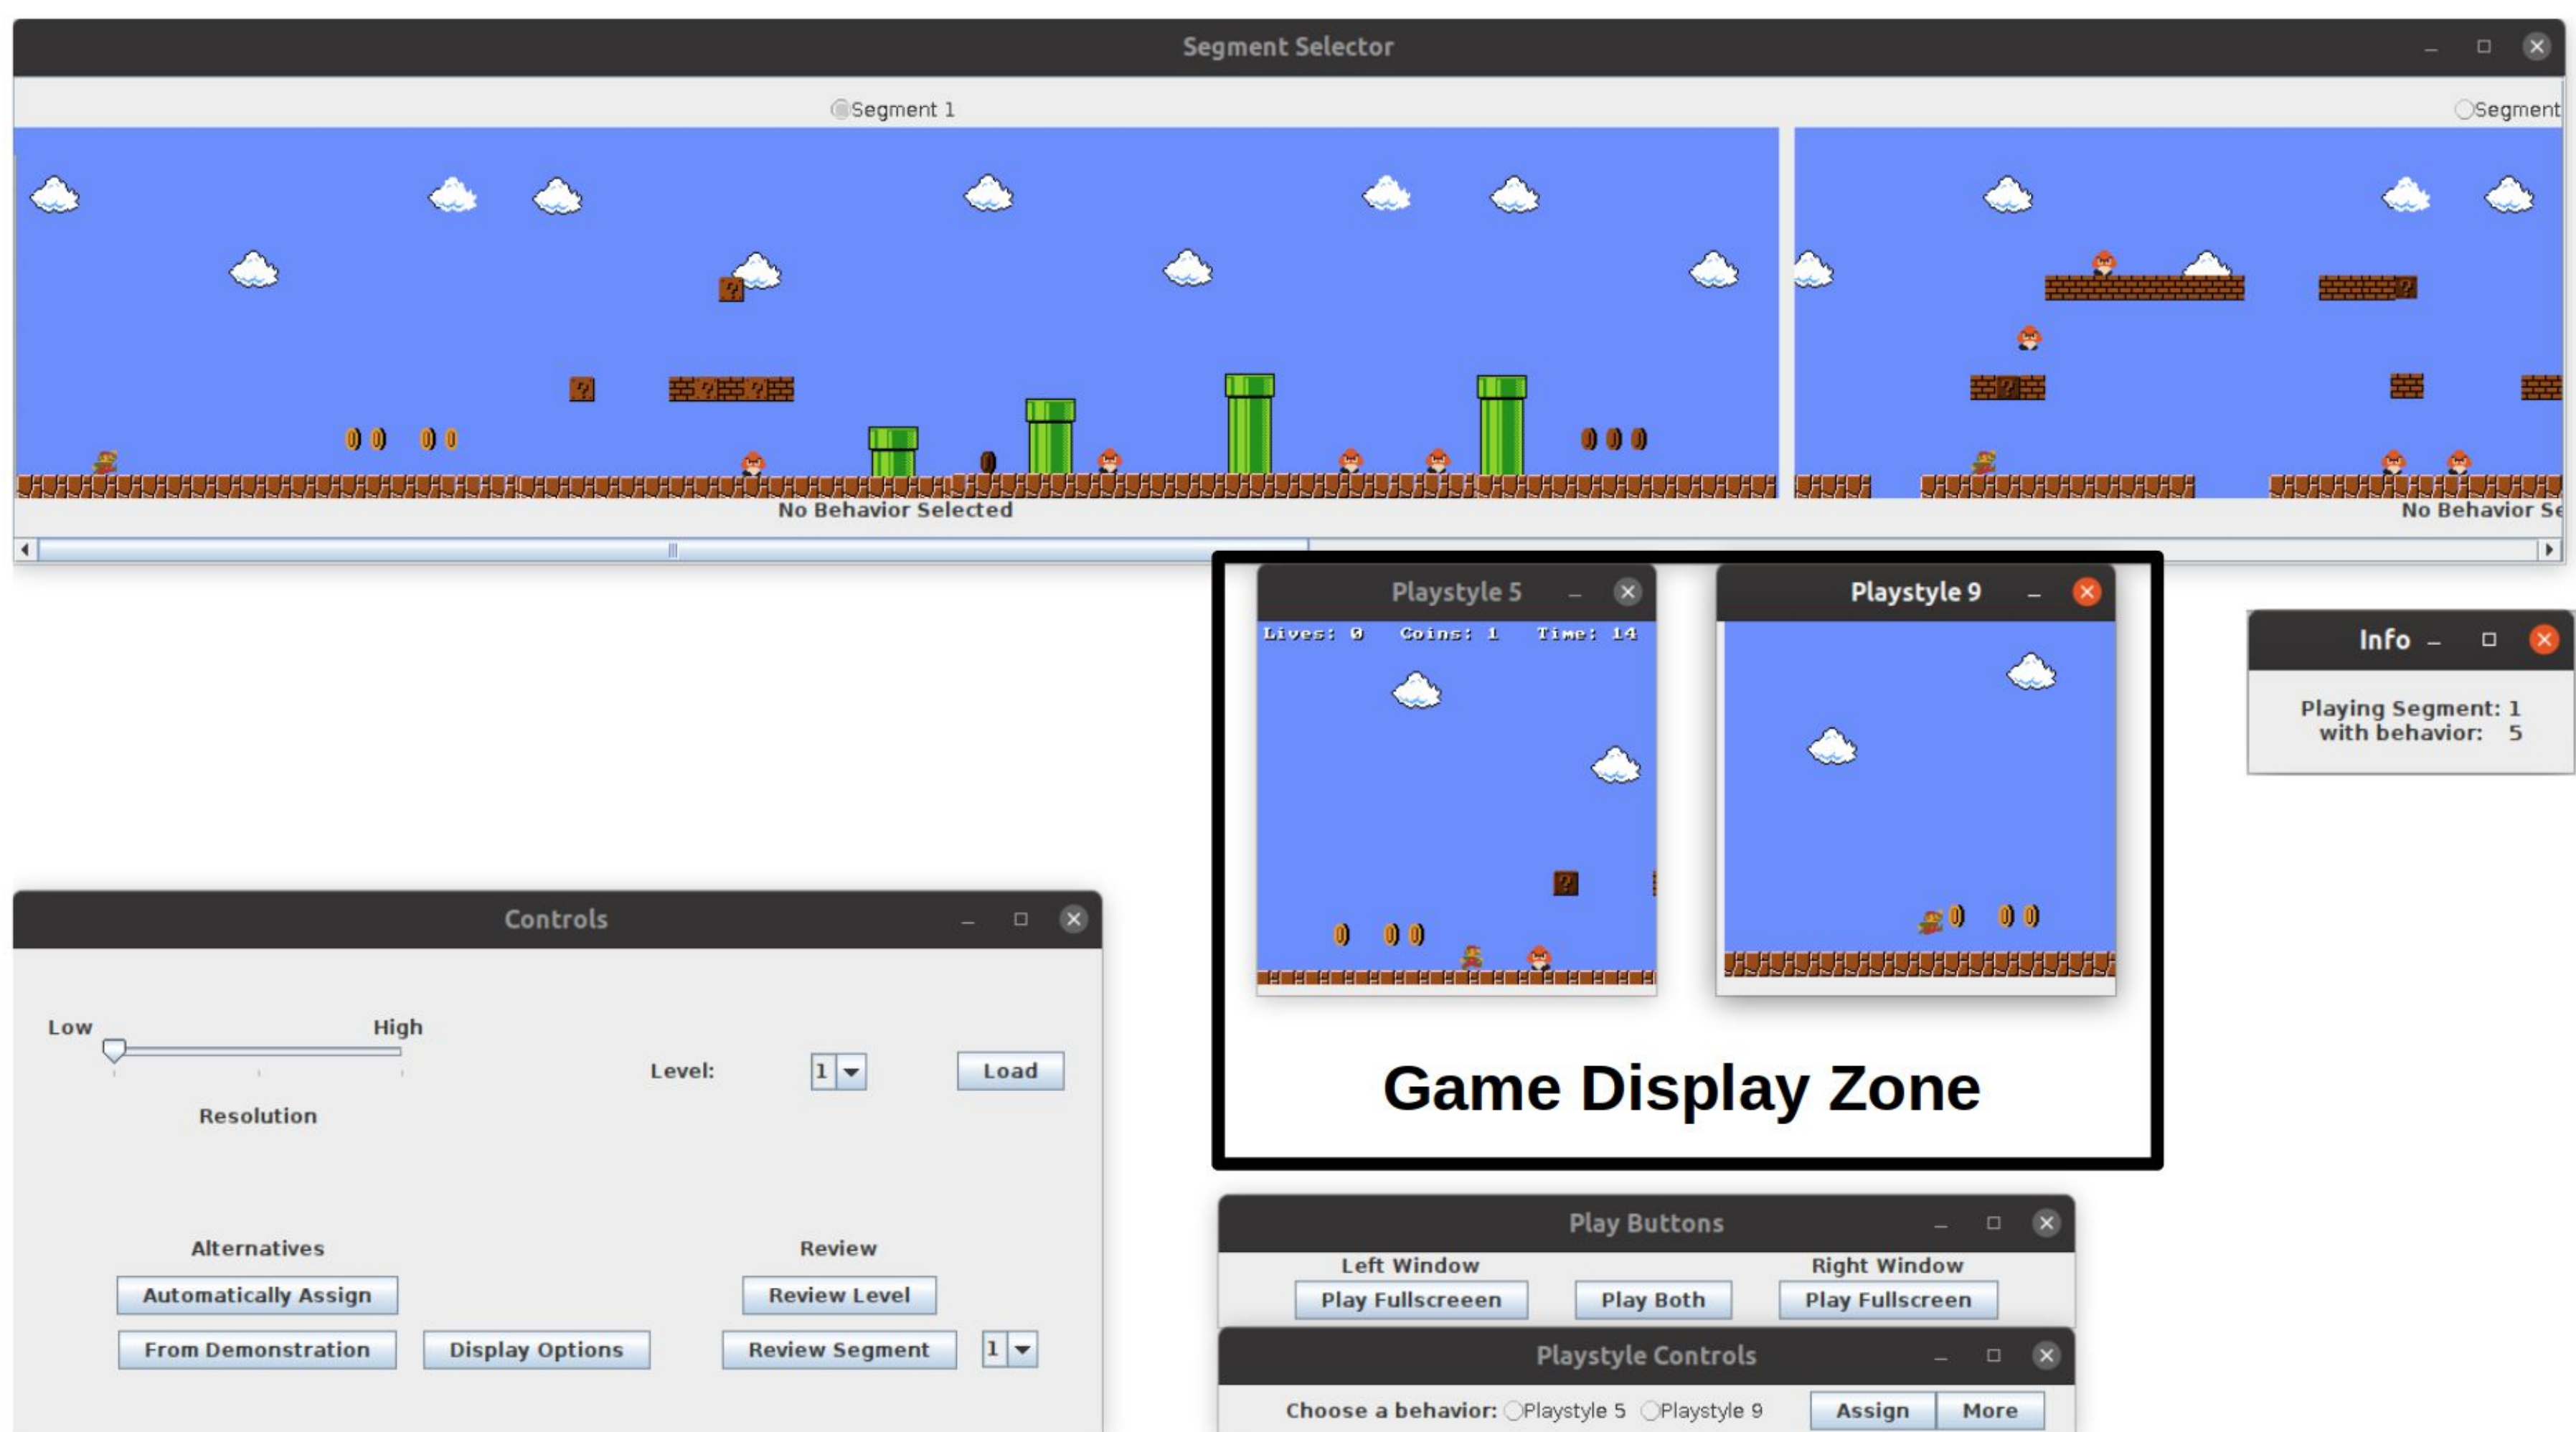 Segment Selector
Segment 1
Segment
No Behavior Selected
No Behavior Se
Playstyle 5
Playstyle 9
Lives: 0 Coins: 1 Time: 14
Info
Playing Segment: 1
with behavior: 5
Game Display Zone
Controls
Low High
Resolution
Level: 1 Load
Alternatives
Automatically Assign
From Demonstration
Display Options
Review
Review Level
Review Segment 1
Play Buttons
Left Window
Right Window
Play Fullscreeen
Play Both
Play Fullscreen
Playstyle Controls
Choose a behavior: Playstyle 5 Playstyle 9 Assign More